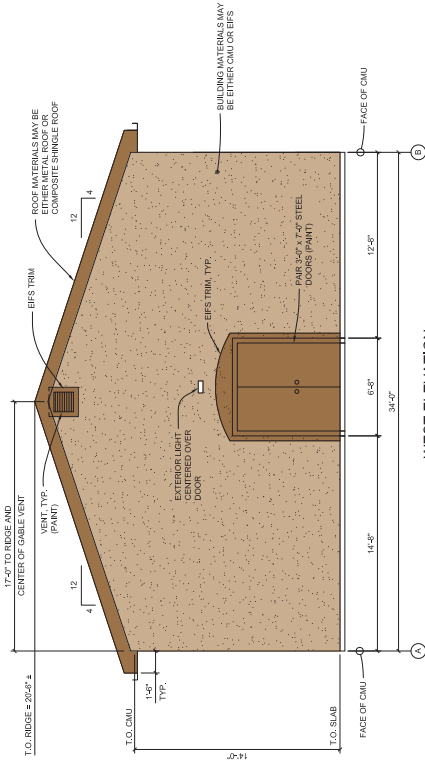 T.O. RIDGE = 20'-6" ±
17'-0" TO RIDGE AND
CENTER OF GABLE VENT
VENT, TYP.
(PAINT)
EIFS TRIM
ROOF MATERIALS MAY BE
EITHER METAL ROOF OR
COMPOSITE SHINGLE ROOF
12
4
12
4
1'-6"
TYP.
T.O. CMU
14'-0"
T.O. SLAB
EXTERIOR LIGHT
CENTERED OVER
DOOR
EIFS TRIM, TYP.
BUILDING MATERIALS MAY
BE EITHER CMU OR EIFS
PAIR 3'-0" x 7'-0" STEEL
DOORS (PAINT)
FACE OF CMU
FACE OF CMU
14'-8"
6'-8"
12'-8"
34'-0"
A
B